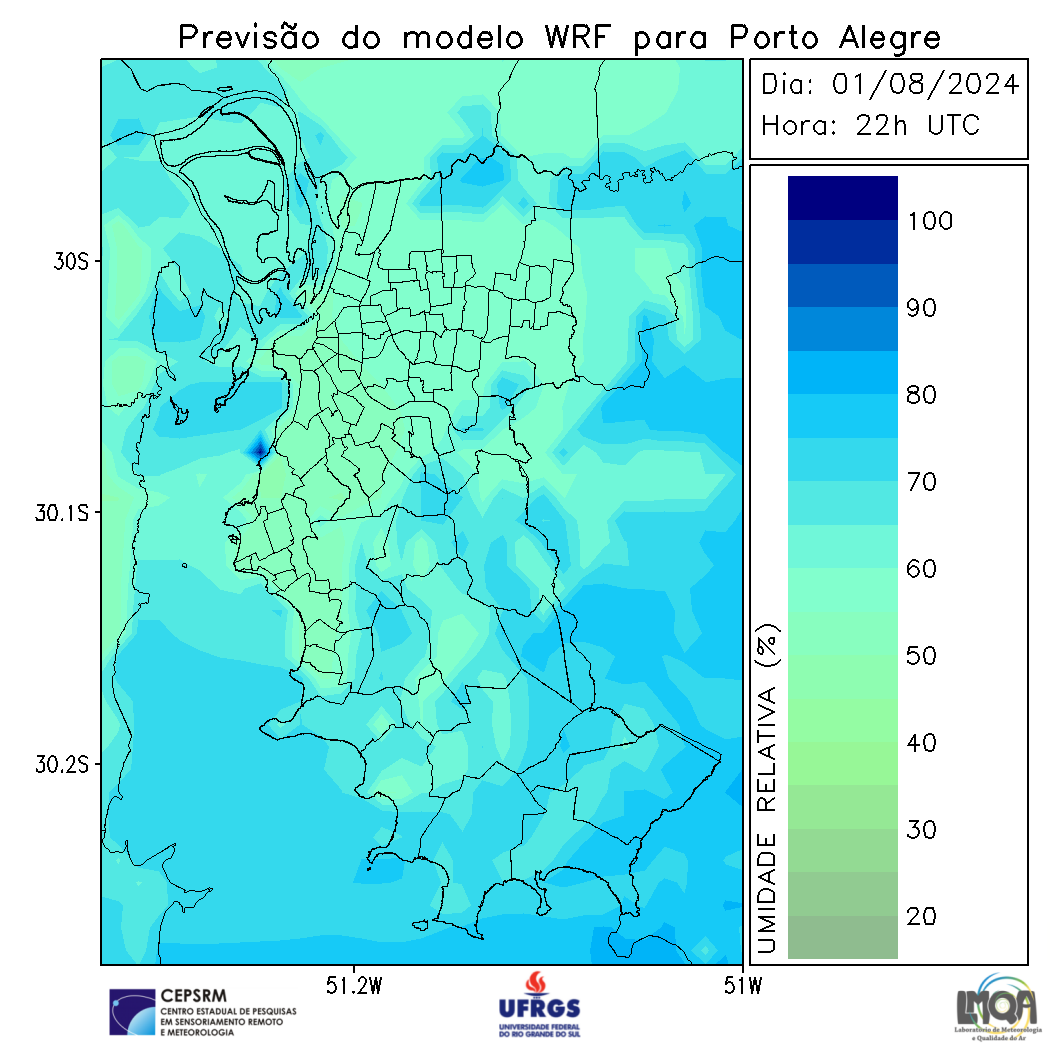 Previsão do modelo WRF para Porto Alegre
Dia: 01/08/2024
Hora: 22h UTC
30S
30.1S
30.2S
51.2W
51W
UMIDADE RELATIVA (%)
100
90
80
70
60
50
40
30
20
CEPSRM
CENTRO ESTADUAL DE PESQUISAS
EM SENSORIAMENTO REMOTO
E METEOROLOGIA
UFRGS
UNIVERSIDADE FEDERAL
DO RIO GRANDE DO SUL
LMQA
Laboratório de Meteorologia
e Qualidade do Ar